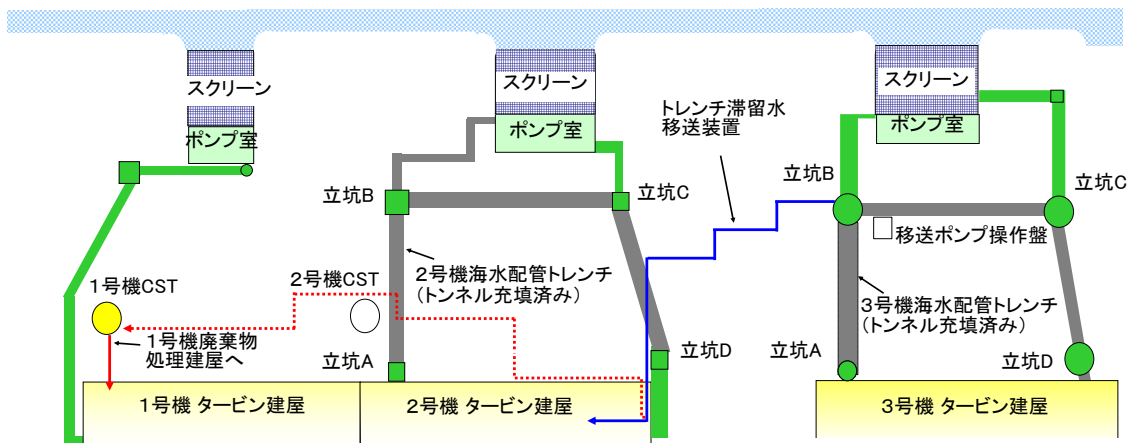 スクリーン
ポンプ室
スクリーン
ポンプ室
トレンチ滞留水
移送装置
スクリーン
ポンプ室
立坑B
立坑C
立坑B
立坑C
移送ポンプ操作盤
1号機CST
2号機CST
2号機海水配管トレンチ
(トンネル充填済み)
3号機海水配管トレンチ
(トンネル充填済み)
1号機廃棄物
処理建屋へ
立坑A
立坑D
立坑A
立坑D
1号機 タービン建屋
2号機 タービン建屋
3号機 タービン建屋